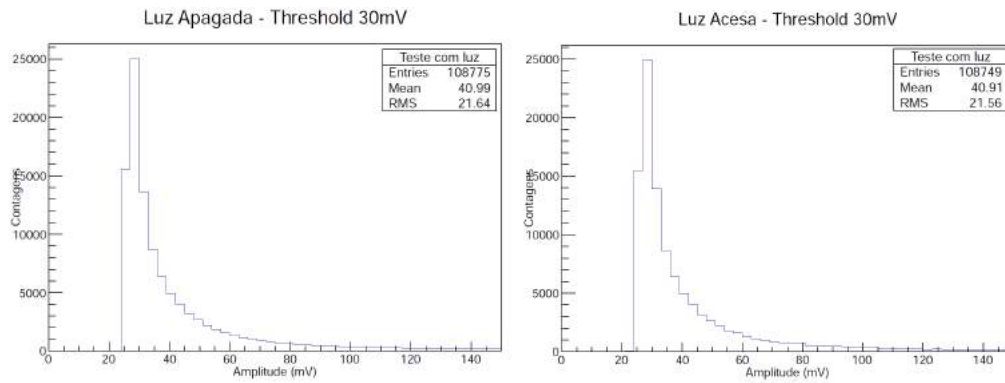 Luz Apagada - Threshold 30mV
Teste com luz
Entries 108775
Mean 40.99
RMS 21.64
25000
20000
15000
10000
5000
0
Contagens
0 20 40 60 80 100 120 140
Amplitude (mV)
Luz Acesa - Threshold 30mV
Teste com luz
Entries 108749
Mean 40.91
RMS 21.56
25000
20000
15000
10000
5000
0
Contagens
0 20 40 60 80 100 120 140
Amplitude (mV)